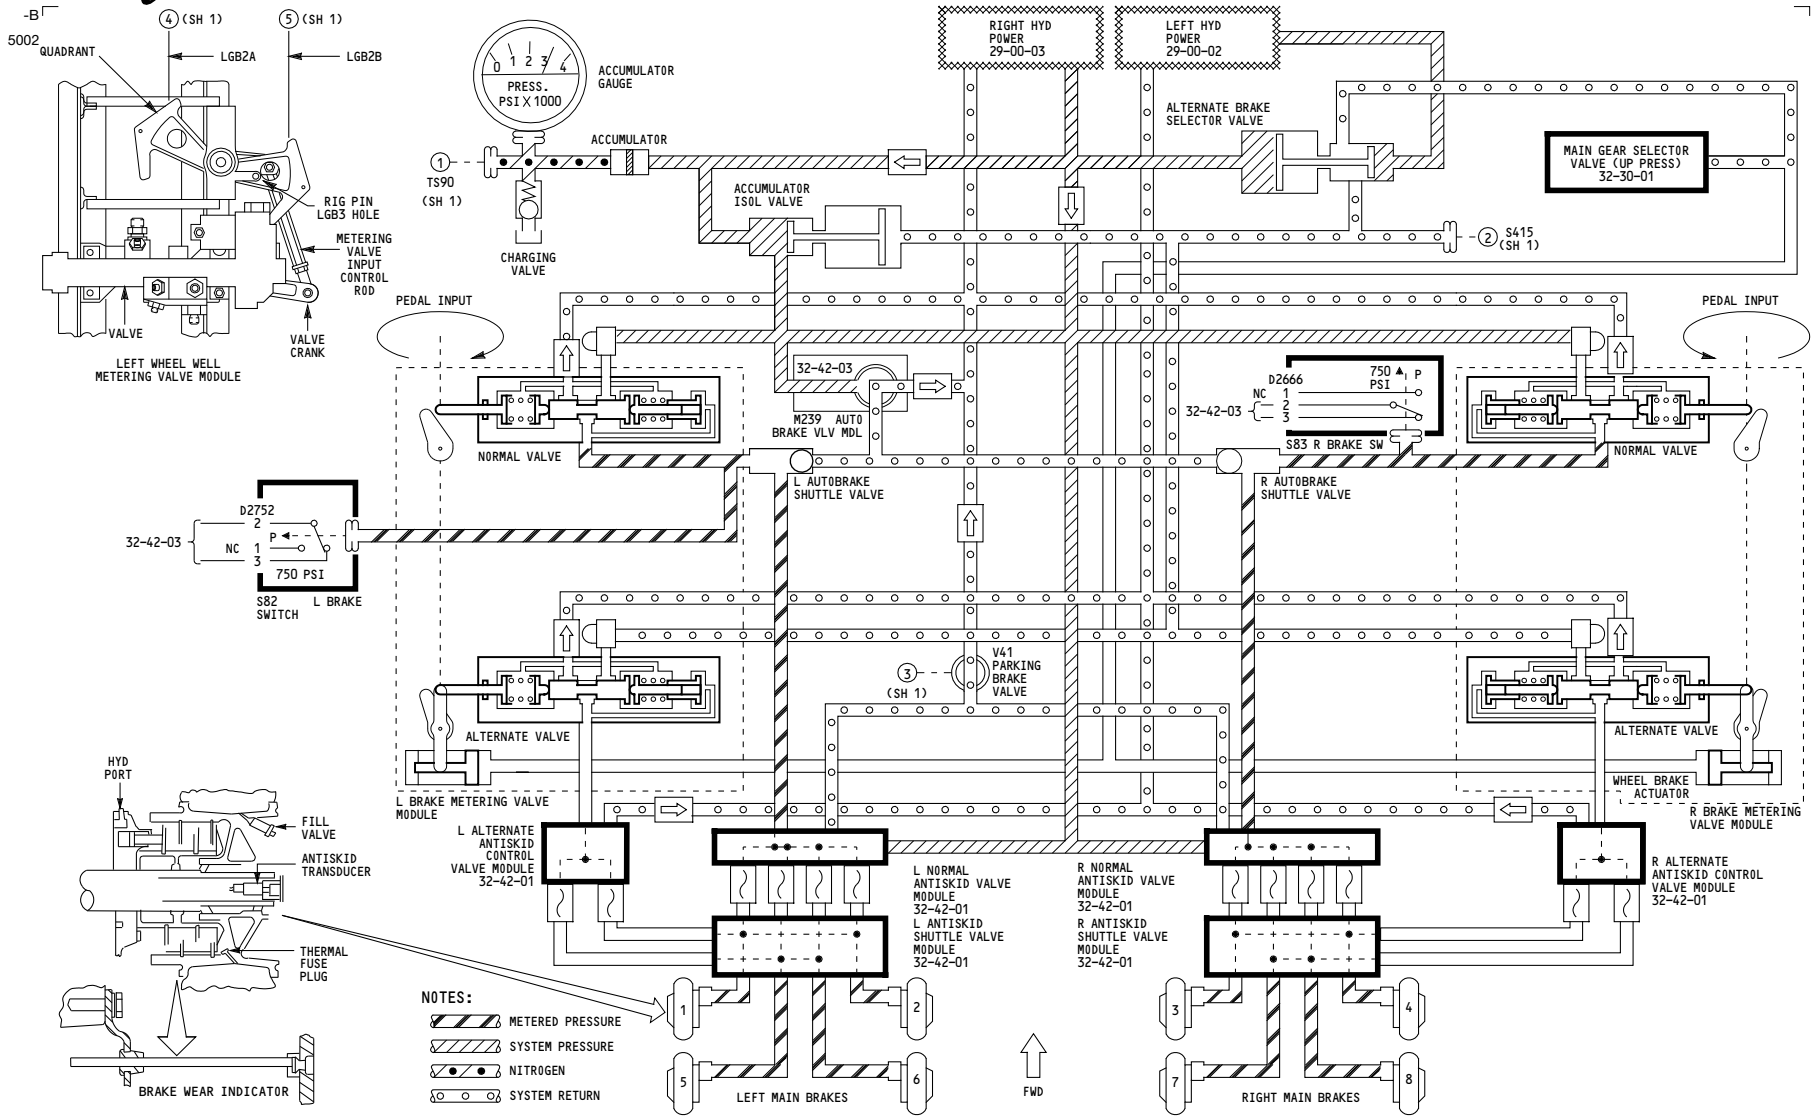 -B
5002
4 (SH 1)
5 (SH 1)
QUADRANT
LGB2A
LGB2B
RIG PIN
LGB3 HOLE
METERING
VALVE
INPUT
CONTROL
ROD
VALVE
VALVE
CRANK
LEFT WHEEL WELL
METERING VALVE MODULE
0 1 2 3 4
PRESS.
PSI X 1000
ACCUMULATOR
GAUGE
ACCUMULATOR
1
TS90
(SH 1)
CHARGING
VALVE
ACCUMULATOR
ISOL VALVE
RIGHT HYD
POWER
29-00-03
LEFT HYD
POWER
29-00-02
ALTERNATE BRAKE
SELECTOR VALVE
MAIN GEAR SELECTOR
VALVE (UP PRESS)
32-30-01
2 S415
(SH 1)
PEDAL INPUT
PEDAL INPUT
NORMAL VALVE
32-42-03
M239 AUTO
BRAKE VLV MDL
D2666
750
PSI
P
NC 1
2
3
32-42-03
S83 R BRAKE SW
NORMAL VALVE
L AUTOBRAKE
SHUTTLE VALVE
R AUTOBRAKE
SHUTTLE VALVE
D2752
2
P
NC 1
3
750 PSI
32-42-03
S82
SWITCH
L BRAKE
3
(SH 1)
V41
PARKING
BRAKE
VALVE
ALTERNATE VALVE
ALTERNATE VALVE
L BRAKE METERING VALVE
MODULE
WHEEL BRAKE
ACTUATOR
R BRAKE METERING
VALVE MODULE
HYD
PORT
FILL
VALVE
ANTISKID
TRANSDUCER
THERMAL
FUSE
PLUG
BRAKE WEAR INDICATOR
L ALTERNATE
ANTISKID
CONTROL
VALVE MODULE
32-42-01
L NORMAL
ANTISKID VALVE
MODULE
32-42-01
L ANTISKID
SHUTTLE VALVE
MODULE
32-42-01
R NORMAL
ANTISKID VALVE
MODULE
32-42-01
R ANTISKID
SHUTTLE VALVE
MODULE
32-42-01
R ALTERNATE
ANTISKID CONTROL
VALVE MODULE
32-42-01
NOTES:
METERED PRESSURE
SYSTEM PRESSURE
NITROGEN
SYSTEM RETURN
1
2
3
4
5
6
7
8
LEFT MAIN BRAKES
FWD
RIGHT MAIN BRAKES